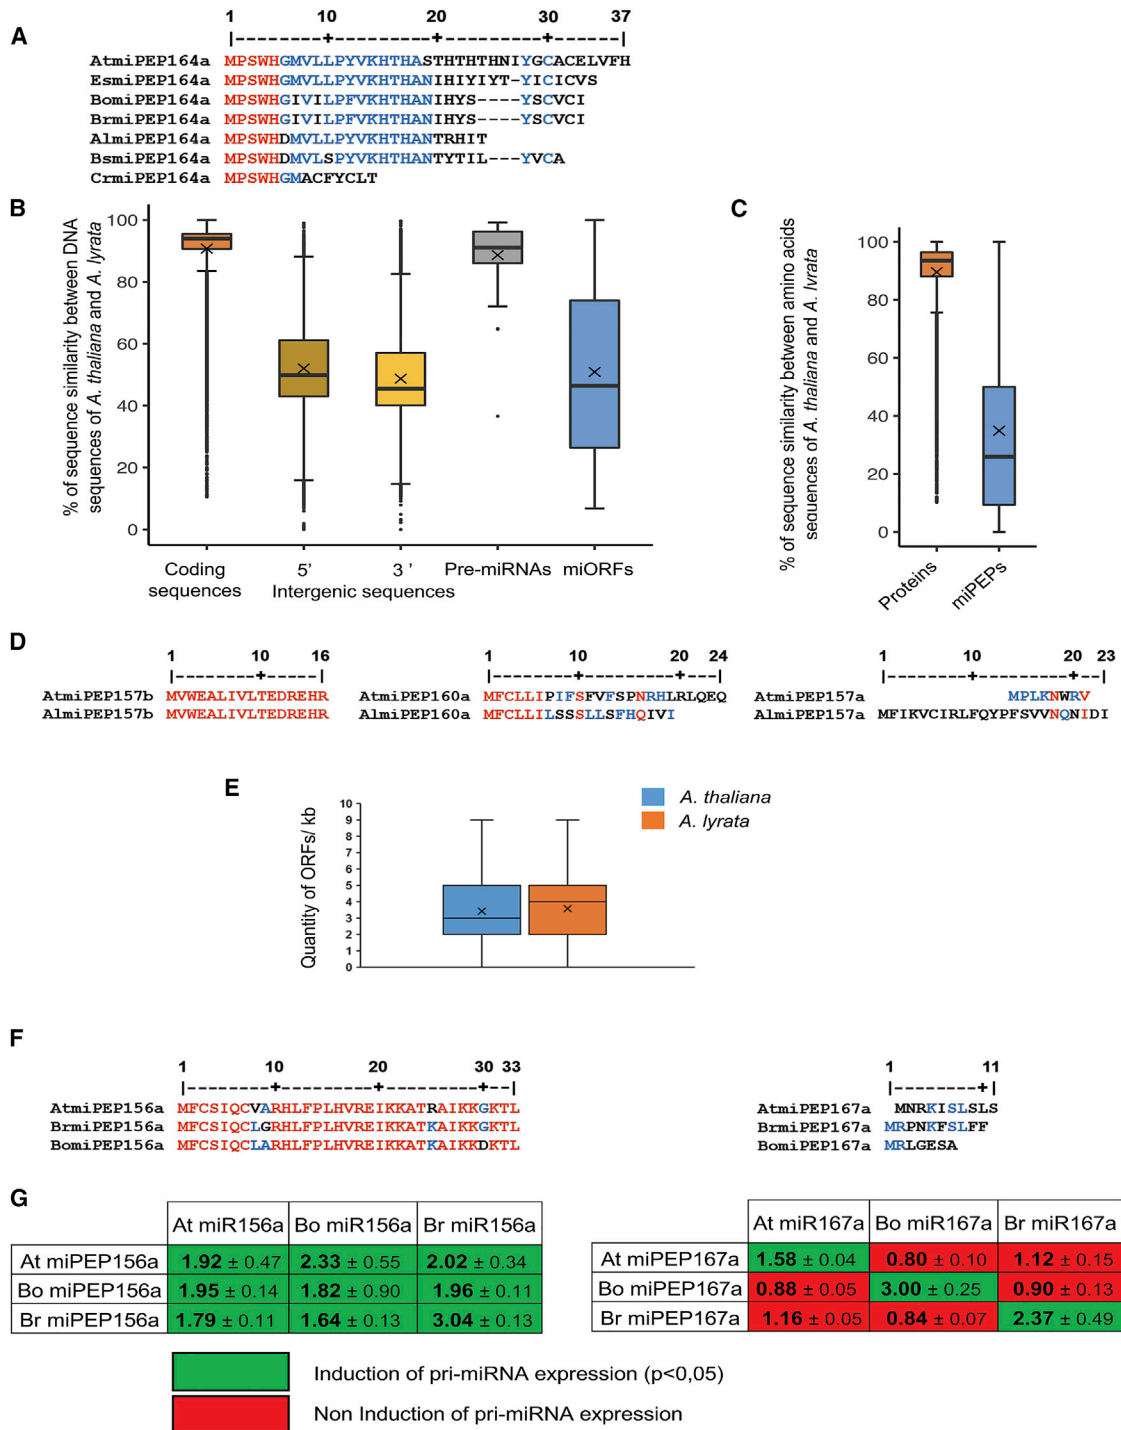 A
1 10 20 30 37
|--------+---------+---------+------|
AtmiPEP164a MPSWHGMVLLPYVKHTHASTHTHTHNIYGCACELVFH
EsmiPEP164a MPSWHGMVLLPYVKHTHANIHIYIYT-YICICVS
BomiPEP164a MPSWHGIVILPFVKHTHANIHYS----YSCVCI
BrmiPEP164a MPSWHGIVILPFVKHTHANIHYS----YSCVCI
AlmiPEP164a MPSWHDMVLLPYVKHTHANTRHIT
BsmiPEP164a MPSWHDMVLSPYVKHTHANTYTIL---YVCA
CrmiPEP164a MPSWHGMACFYCLT
B
% of sequence similarity between DNA
sequences of A. thaliana and A. lyrata
100
80
60
40
20
0
Coding sequences
5’ 3 ’
Intergenic sequences
Pre-miRNAs
miORFs
C
% of sequence similarity between amino acids
sequences of A. thaliana and A. lyrata
100
80
60
40
20
0
Proteins
miPEPs
D
1 10 16
|--------+-----|
AtmiPEP157b MVWEALIVLTEDREHR
AlmiPEP157b MVWEALIVLTEDREHR
1 10 20 24
|--------+---------+---|
AtmiPEP160a MFCLLIPIFSFVFSPNRHLRLQEQ
AlmiPEP160a MFCLLILSSSLLSFHQIVI
1 10 20 23
|--------+---------+--|
AtmiPEP157a MPLKNWRV
AlmiPEP157a MFIKVCIRLFQYPFSVVNQNIDI
E
Quantity of ORFs/ kb
10
9
8
7
6
5
4
3
2
1
0
A. thaliana
A. lyrata
F
1 10 20 30 33
|--------+---------+---------+--|
AtmiPEP156a MFCSIQCVARHLFPLHVREIKKATRAIKKGKTL
BrmiPEP156a MFCSIQCLGRHLFPLHVREIKKATKAIKKGKTL
BomiPEP156a MFCSIQCLARHLFPLHVREIKKATKAIKKDKTL
1 11
|--------+|
AtmiPEP167a MNRKISLSLS
BrmiPEP167a MRPNKFSLFF
BomiPEP167a MRLGESA
G
At miR156a Bo miR156a Br miR156a
At miPEP156a 1.92 ± 0.47 2.33 ± 0.55 2.02 ± 0.34
Bo miPEP156a 1.95 ± 0.14 1.82 ± 0.90 1.96 ± 0.11
Br miPEP156a 1.79 ± 0.11 1.64 ± 0.13 3.04 ± 0.13
At miR167a Bo miR167a Br miR167a
At miPEP167a 1.58 ± 0.04 0.80 ± 0.10 1.12 ± 0.15
Bo miPEP167a 0.88 ± 0.05 3.00 ± 0.25 0.90 ± 0.13
Br miPEP167a 1.16 ± 0.05 0.84 ± 0.07 2.37 ± 0.49
Induction of pri-miRNA expression (p<0,05)
Non Induction of pri-miRNA expression